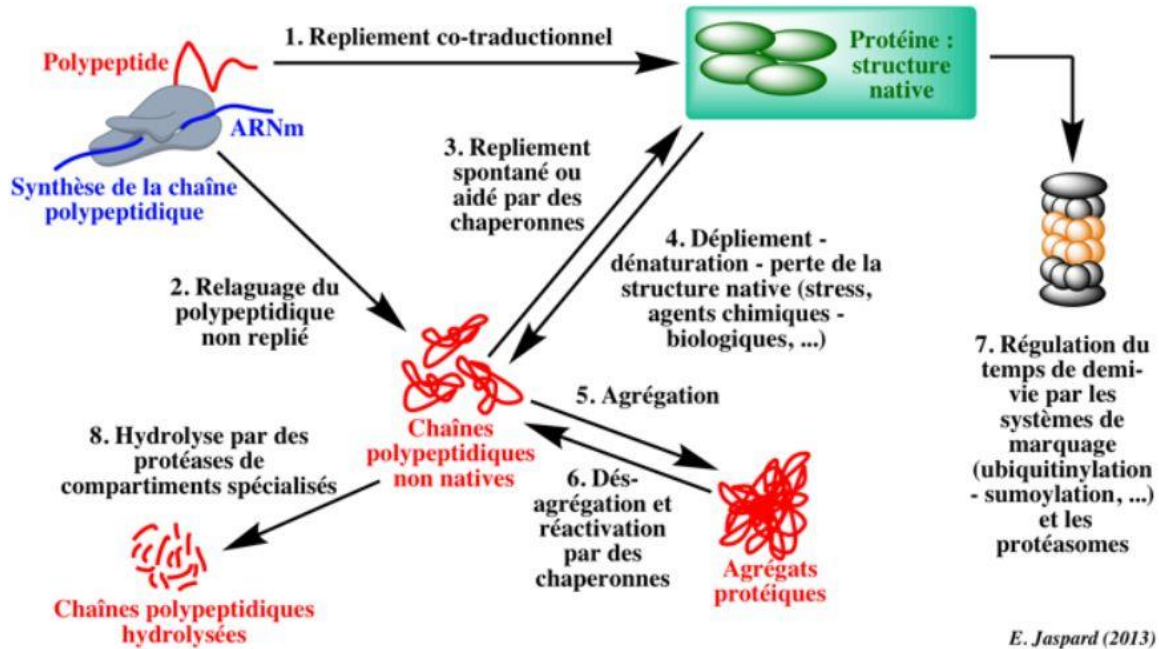 1. Repliement co-traductionnel
Polypeptide
ARNm
Synthèse de la chaîne
polypeptidique
Protéine :
structure
native
3. Repliement
spontané ou
aidé par des
chaperonnes
4. Dépliement -
dénaturation - perte de la
structure native (stress,
agents chimiques -
biologiques, ...)
2. Relaguage du
polypeptidique
non replié
7. Régulation du
temps de demi-
vie par les
systèmes de
marquage
(ubiquitinylation
- sumoylation, ...)
et les
protéasomes
5. Agrégation
Chaînes
polypeptidiques
non natives
8. Hydrolyse par des
protéases de
compartiments spécialisés
6. Dés-
agrégation et
réactivation
par des
chaperonnes
Agrégats
protéiques
Chaînes polypeptidiques
hydrolysées
E. Jaspard (2013)